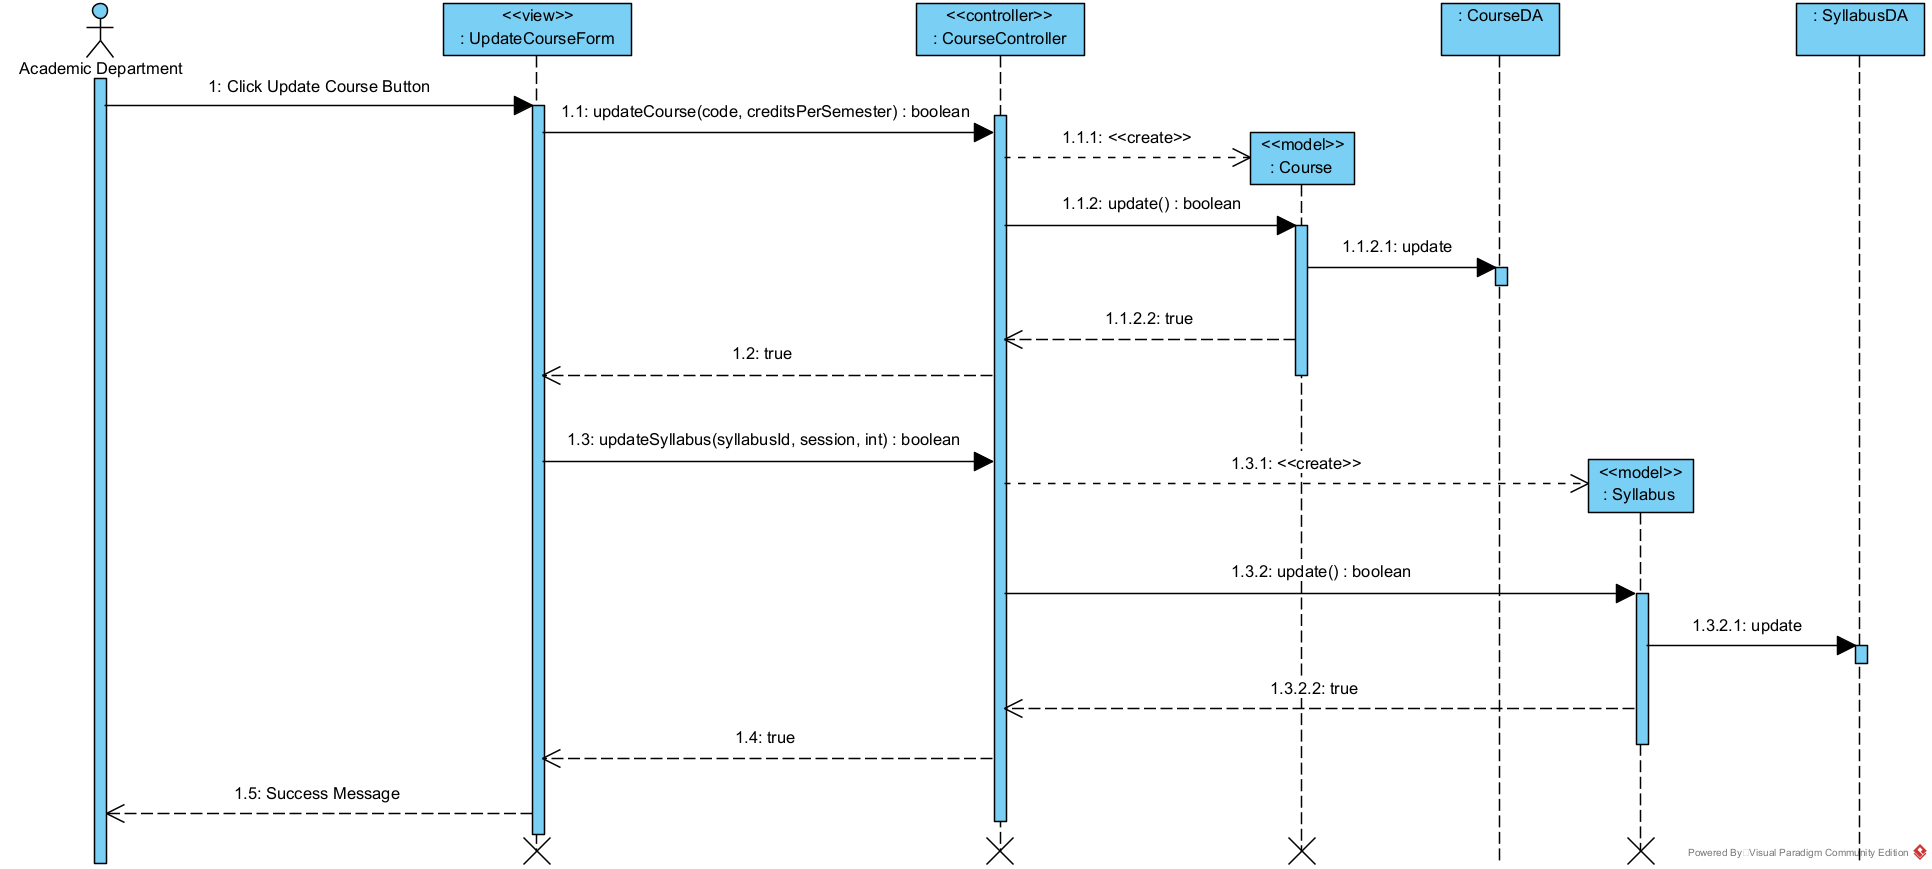 <<view>>
: UpdateCourseForm
<<controller>>
: CourseController
: CourseDA
: SyllabusDA
Academic Department
1: Click Update Course Button
1.1: updateCourse(code, creditsPerSemester) : boolean
1.1.1: <<create>>
<<model>>
: Course
1.1.2: update() : boolean
1.1.2.1: update
1.1.2.2: true
1.2: true
1.3: updateSyllabus(syllabusId, session, int) : boolean
1.3.1: <<create>>
<<model>>
: Syllabus
1.3.2: update() : boolean
1.3.2.1: update
1.3.2.2: true
1.4: true
1.5: Success Message
Powered By Visual Paradigm Community Edition